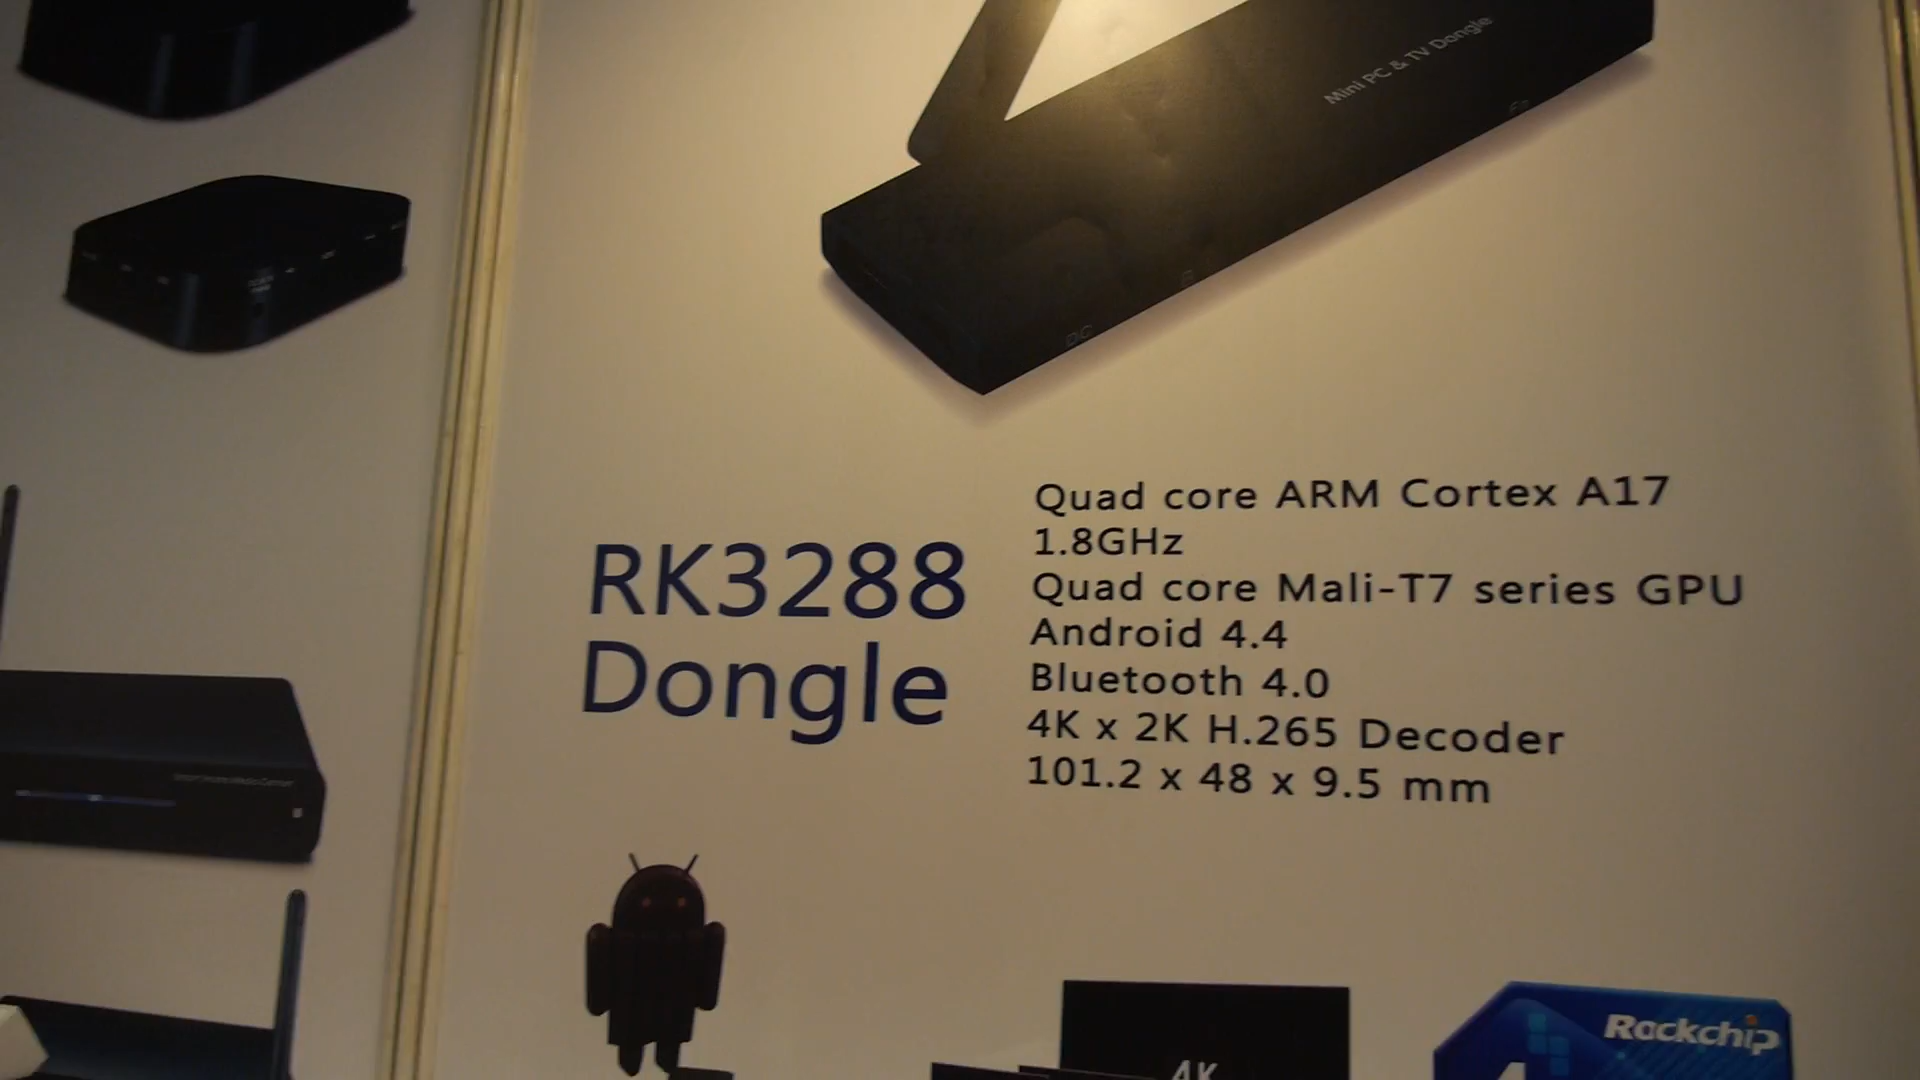 Mini PC & TV Dongle
DC
RK3288
Dongle
Quad core ARM Cortex A17
1.8GHz
Quad core Mali-T7 series GPU
Android 4.4
Bluetooth 4.0
4K x 2K H.265 Decoder
101.2 x 48 x 9.5 mm
4K
Rockchip